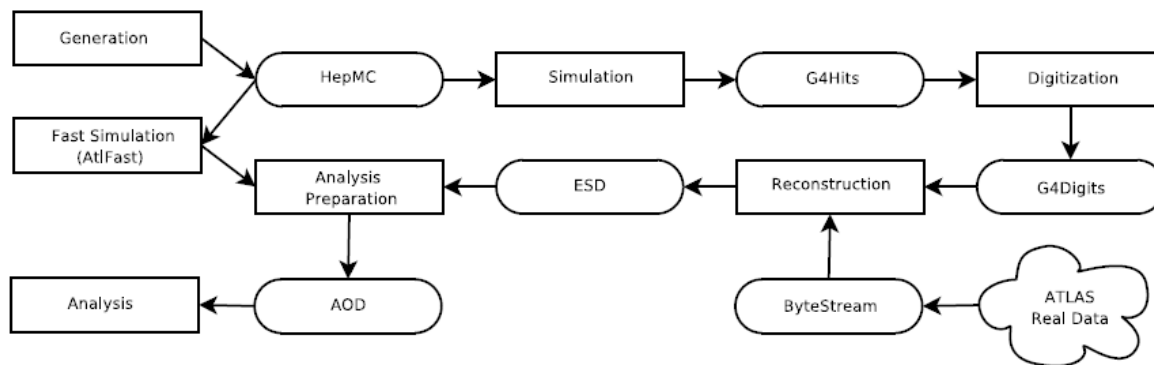 Generation
HepMC
Simulation
G4Hits
Digitization
Fast Simulation
(AtlFast)
Analysis
Preparation
ESD
Reconstruction
G4Digits
Analysis
AOD
ByteStream
ATLAS
Real Data